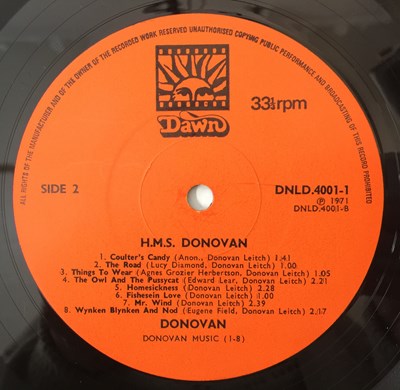 ALL RIGHTS OF THE MANUFACTURER AND OF THE OWNER OF THE RECORDED WORK RESERVED UNAUTHORISED COPYING PUBLIC PERFORMANCE AND BROADCASTING OF THIS RECORD PROHIBITED
Dawn
33⅓rpm
SIDE 2
DNLD.4001-1
Ⓟ 1971
DNLD.4001-B
H.M.S. DONOVAN
1. Coulter's Candy (Anon., Donovan Leitch) 1.41
2. The Road (Lucy Diamond, Donovan Leitch) 1.00
3. Things To Wear (Agnes Grozier Herbertson, Donovan Leitch) 1.05
4. The Owl And The Pussycat (Edward Lear, Donovan Leitch) 2.21
5. Homesickness (Donovan Leitch) 2.28
6. Fishesein Love (Donovan Leitch) 1.00
7. Mr. Wind (Donovan Leitch) 2.39
8. Wynken Blynken And Nod (Eugene Field, Donovan Leitch) 2.17
DONOVAN
DONOVAN MUSIC (1-8)